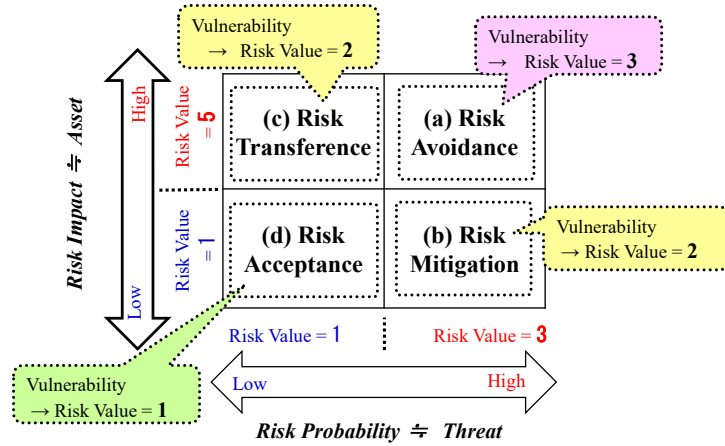 Vulnerability
→ Risk Value = 2
Vulnerability
→ Risk Value = 3
Risk Impact ≒ Asset
High
Low
Risk Value
= 5
Risk Value
= 1
(c) Risk
Transference
(a) Risk
Avoidance
(d) Risk
Acceptance
(b) Risk
Mitigation
Vulnerability
→ Risk Value = 2
Risk Value = 1
Risk Value = 3
Vulnerability
→ Risk Value = 1
Low
High
Risk Probability ≒ Threat